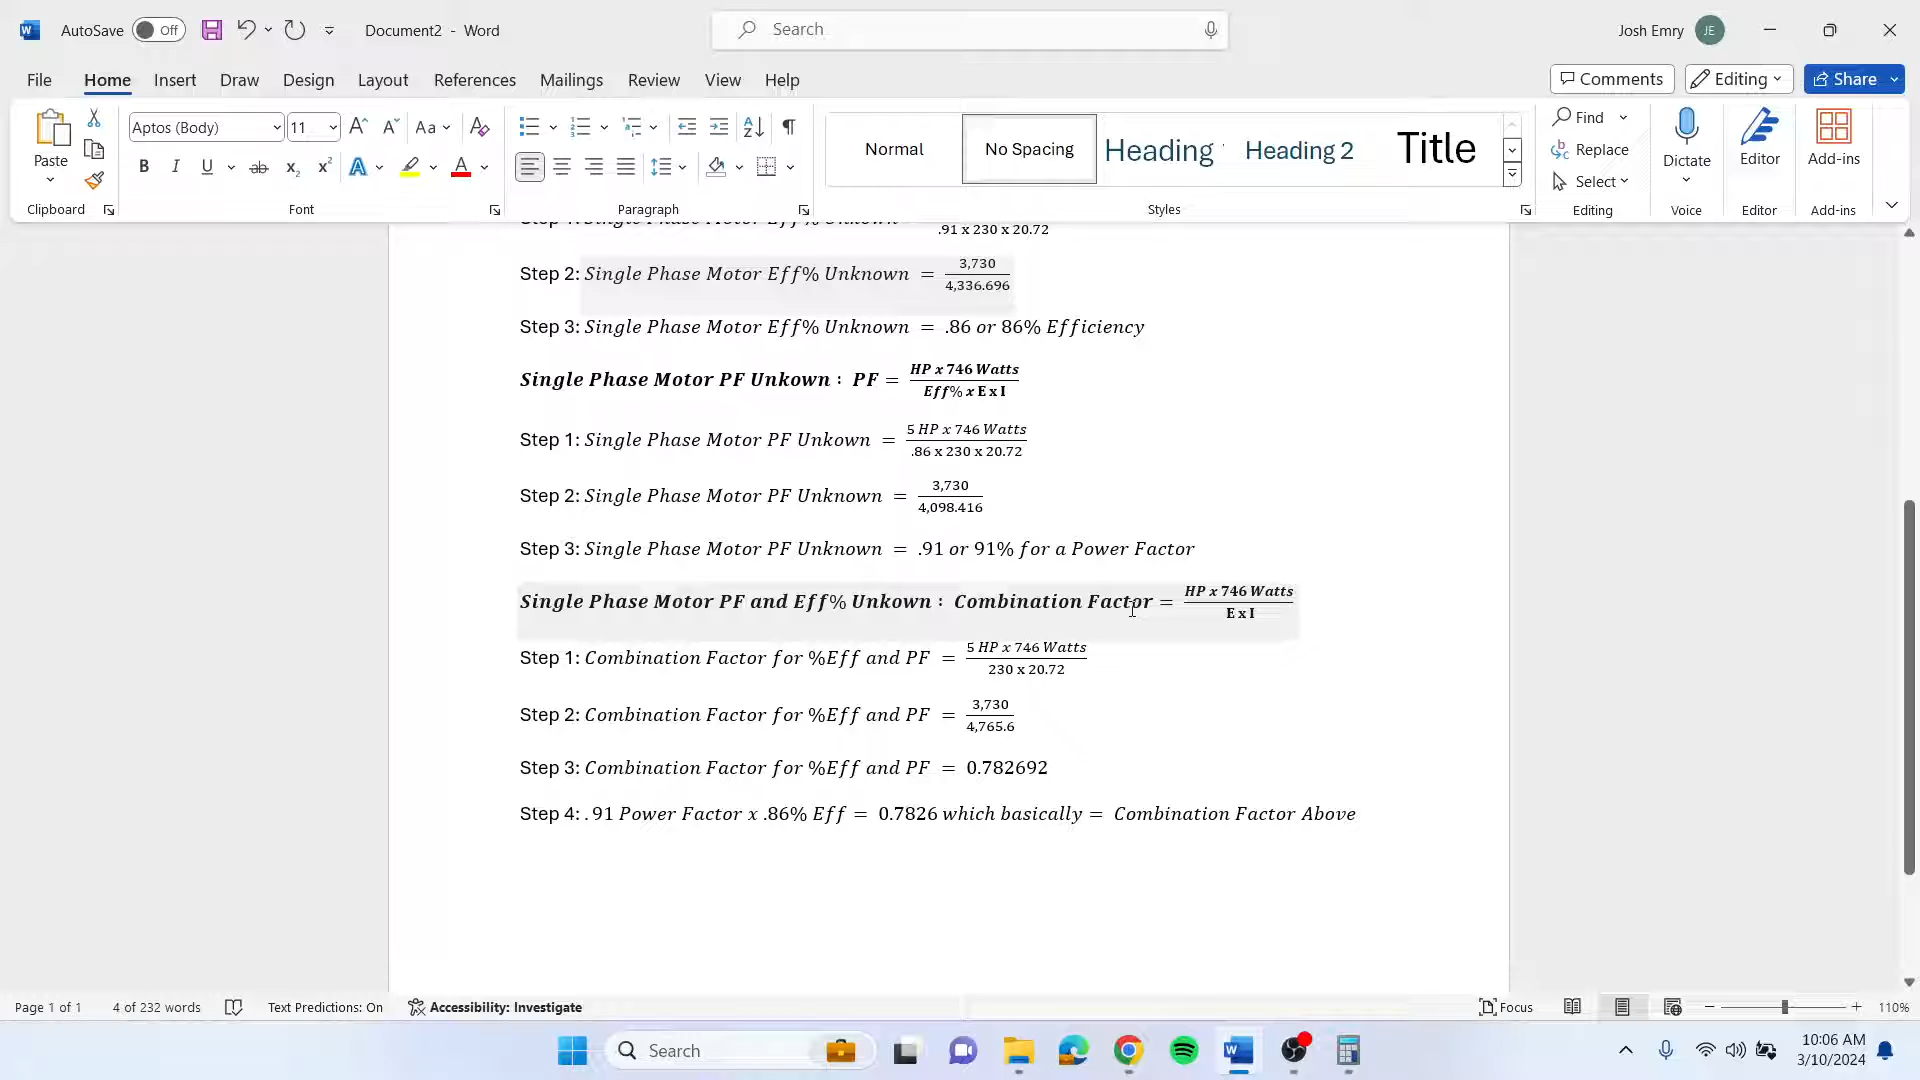 AutoSave Off Document2 - Word Search Josh Emry JE
File Home Insert Draw Design Layout References Mailings Review View Help Comments Editing Share
Paste Aptos (Body) 11 Aa Normal No Spacing Heading Heading 2 Title Find Replace Select Dictate Editor Add-ins
Clipboard Font Paragraph Styles Editing Voice Editor Add-ins
.91 x 230 x 20.72
Step 2: Single Phase Motor Eff% Unknown = 3,730 / 4,336.696
Step 3: Single Phase Motor Eff% Unknown = .86 or 86% Efficiency
Single Phase Motor PF Unkown: PF = HP x 746 Watts / Eff% x E x I
Step 1: Single Phase Motor PF Unkown = 5 HP x 746 Watts / .86 x 230 x 20.72
Step 2: Single Phase Motor PF Unknown = 3,730 / 4,098.416
Step 3: Single Phase Motor PF Unknown = .91 or 91% for a Power Factor
Single Phase Motor PF and Eff% Unkown: Combination Factor = HP x 746 Watts / E x I
Step 1: Combination Factor for %Eff and PF = 5 HP x 746 Watts / 230 x 20.72
Step 2: Combination Factor for %Eff and PF = 3,730 / 4,765.6
Step 3: Combination Factor for %Eff and PF = 0.782692
Step 4: .91 Power Factor x .86% Eff = 0.7826 which basically = Combination Factor Above
Page 1 of 1 4 of 232 words Text Predictions: On Accessibility: Investigate Focus 110%
Search 10:06 AM
3/10/2024